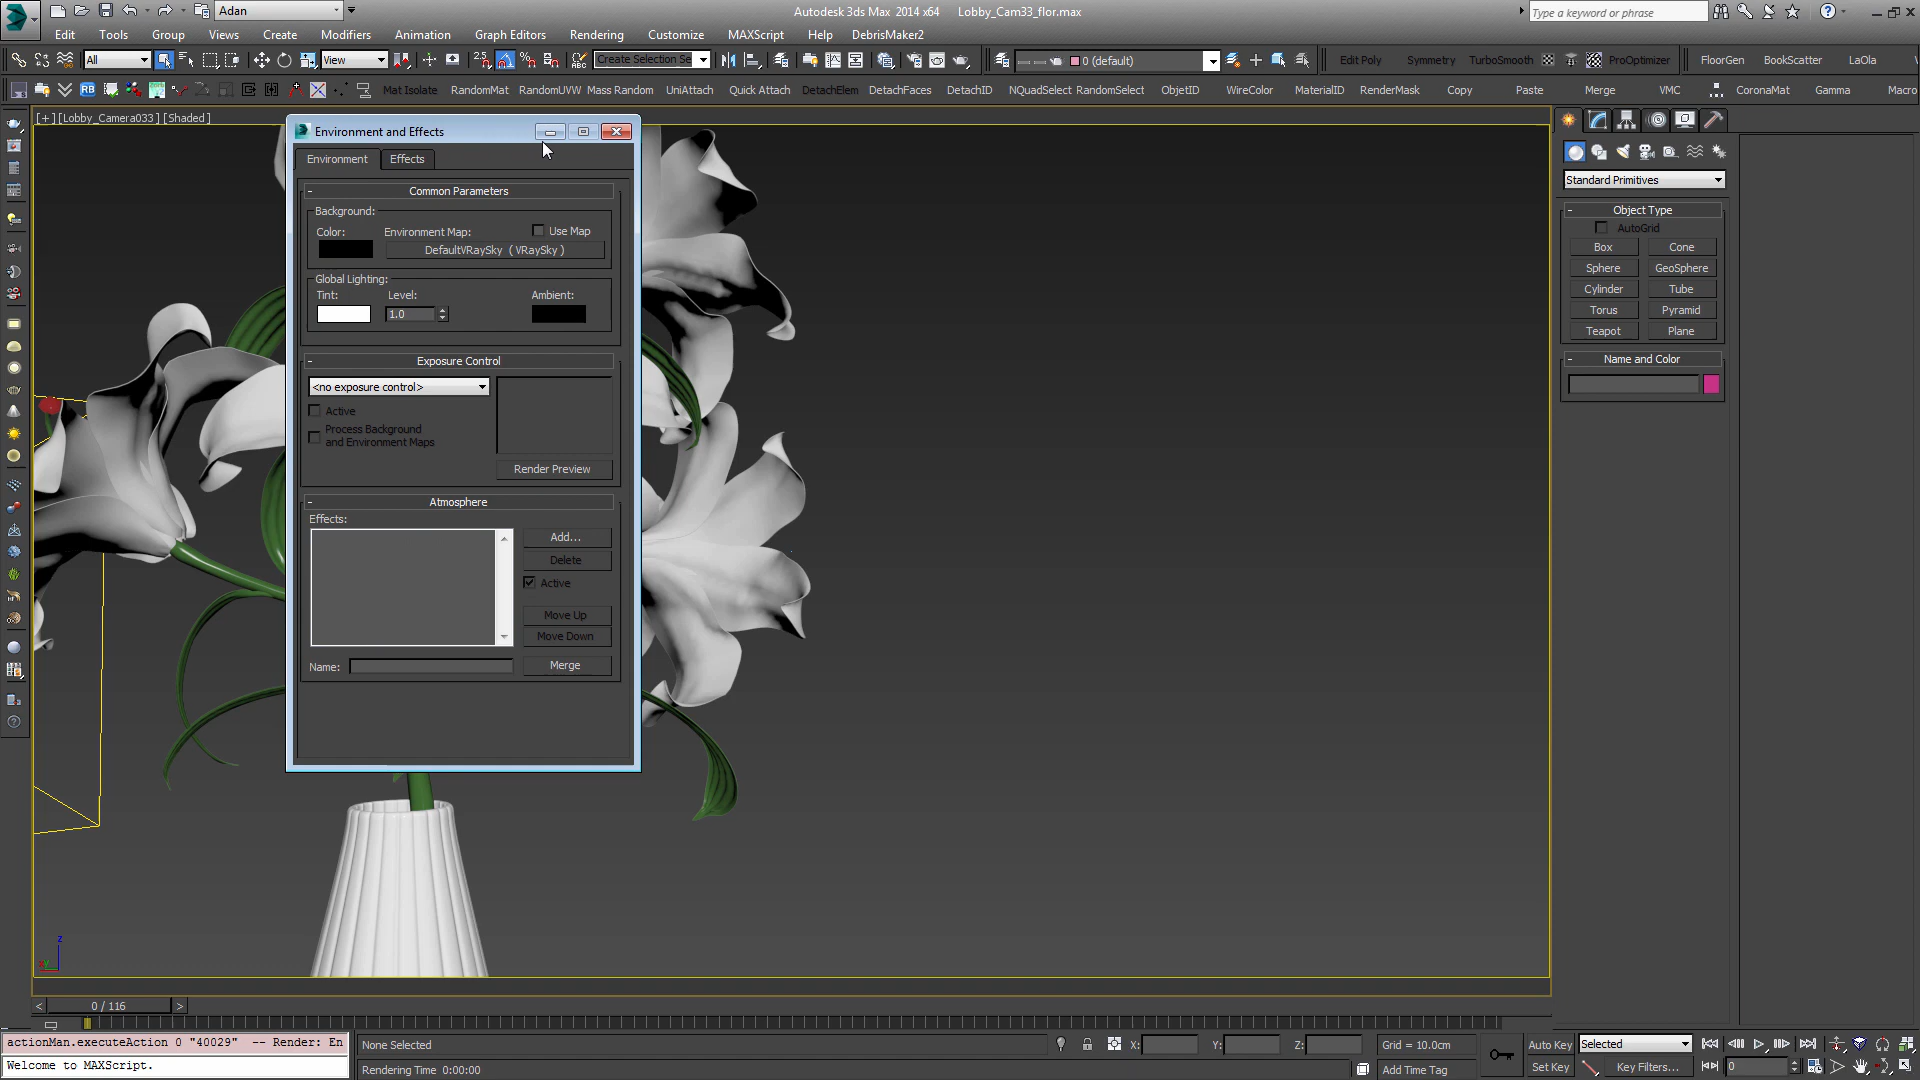 Adan
Autodesk 3ds Max 2014 x64 Lobby_Cam33_flor.max
Type a keyword or phrase
Edit Tools Group Views Create Modifiers Animation Graph Editors Rendering Customize MAXScript Help DebrisMaker2
All View 2.5 Create Selection Se 0 (default) Edit Poly Symmetry TurboSmooth ProOptimizer FloorGen BookScatter LaOla
RB Mat Isolate RandomMat RandomUVW Mass Random UniAttach Quick Attach DetachElem DetachFaces DetachID NQuadSelect RandomSelect ObjetID WireColor MaterialID RenderMask Copy Paste Merge VMC CoronaMat Gamma Macro
[+] [Lobby_Camera033 ] [Shaded ]
Environment and Effects
Environment Effects
- Common Parameters
Background:
Color: Environment Map: Use Map
DefaultVRaySky ( VRaySky )
Global Lighting:
Tint: Level: Ambient:
1.0
- Exposure Control
<no exposure control>
Active
Process Background
and Environment Maps
Render Preview
- Atmosphere
Effects:
Add...
Delete
Active
Move Up
Move Down
Name: Merge
Standard Primitives
- Object Type
AutoGrid
Box Cone
Sphere GeoSphere
Cylinder Tube
Torus Pyramid
Teapot Plane
- Name and Color
z
y
< 0 / 116 >
actionMan.executeAction 0 "40029" -- Render: En
Welcome to MAXScript.
None Selected X: Y: Z: Grid = 10.0cm Auto Key Selected
Rendering Time 0:00:00 Add Time Tag Set Key Key Filters... 0